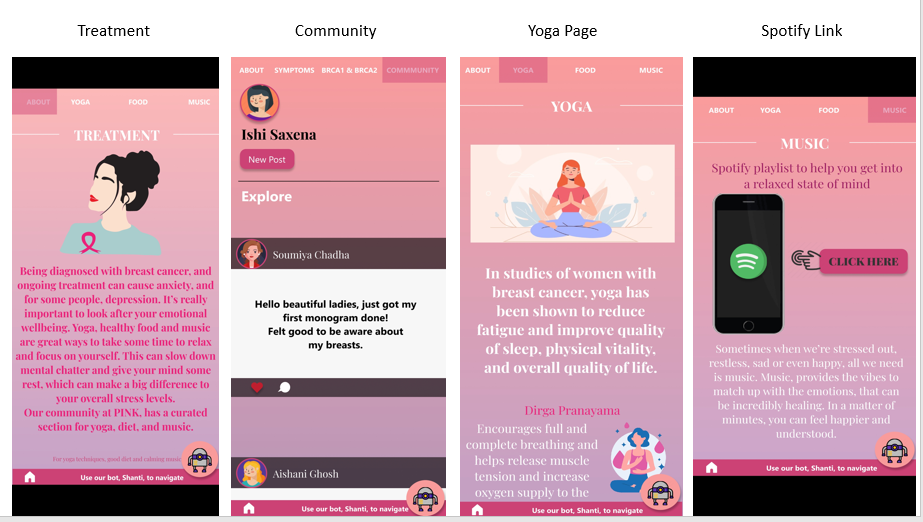 Treatment
Community
Yoga Page
Spotify Link
ABOUT YOGA FOOD MUSIC
TREATMENT
Being diagnosed with breast cancer, and
ongoing treatment can cause anxiety, and
for some people, depression. It's really
important to look after your emotional
wellbeing. Yoga, healthy food and music
are great ways to take some time to relax
and focus on yourself. This can slow down
mental chatter and give your mind some
rest, which can make a big difference to
your overall stress levels.
Our community at PINK, has a curated
section for yoga, diet, and music.
For yoga techniques, good diet and calming music
Use our bot, Shanti, to navigate
ABOUT SYMPTOMS BRCA1 & BRCA2 COMMMUNITY
Ishi Saxena
New Post
Explore
Soumiya Chadha
Hello beautiful ladies, just got my
first monogram done!
Felt good to be aware about
my breasts.
Aishani Ghosh
Use our bot, Shanti, to navigate
ABOUT YOGA FOOD MUSIC
YOGA
In studies of women with
breast cancer, yoga has
been shown to reduce
fatigue and improve quality
of sleep, physical vitality,
and overall quality of life.
Dirga Pranayama
Encourages full and
complete breathing and
helps release muscle
tension and increase
oxygen supply to the
Use our bot, Shanti, to navigate
ABOUT YOGA FOOD MUSIC
MUSIC
Spotify playlist to help you get into
a relaxed state of mind
CLICK HERE
Sometimes when we're stressed out,
restless, sad or even happy, all we need
is music. Music, provides the vibes to
match up with the emotions, that can
be incredibly healing. In a matter of
minutes, you can feel happier and
understood.
Use our bot, Shanti, to navigate